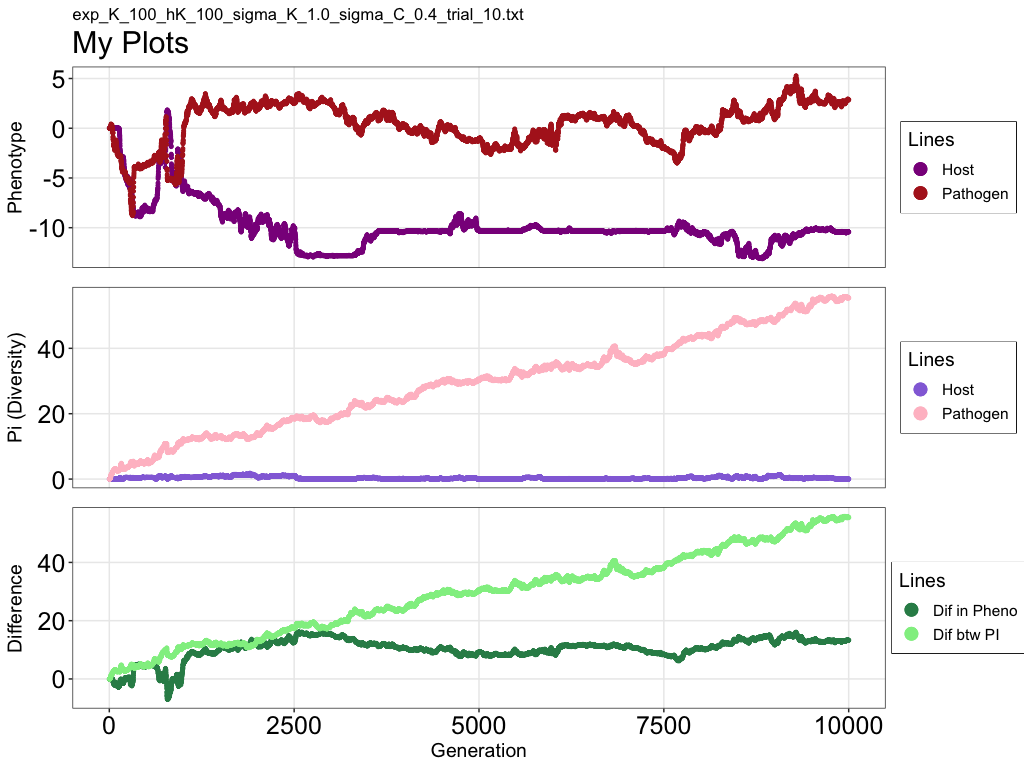 exp_K_100_hK_100_sigma_K_1.0_sigma_C_0.4_trial_10.txt
My Plots
Phenotype
5
0
-5
-10
Lines
Host
Pathogen
Pi (Diversity)
40
20
0
Lines
Host
Pathogen
Difference
40
20
0
Lines
Dif in Pheno
Dif btw PI
0 2500 5000 7500 10000
Generation